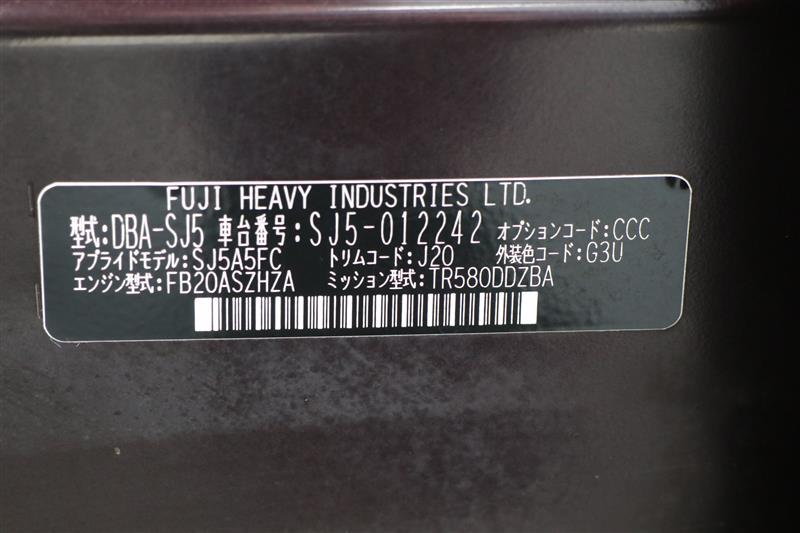 FUJI HEAVY INDUSTRIES LTD.
型式:DBA-SJ5 車台番号:SJ5-012242 オプションコード:CCC
アプライドモデル:SJ5A5FC トリムコード:J20 外装色コード:G3U
エンジン型式:FB20ASZHZA ミッション型式:TR580DDZBA